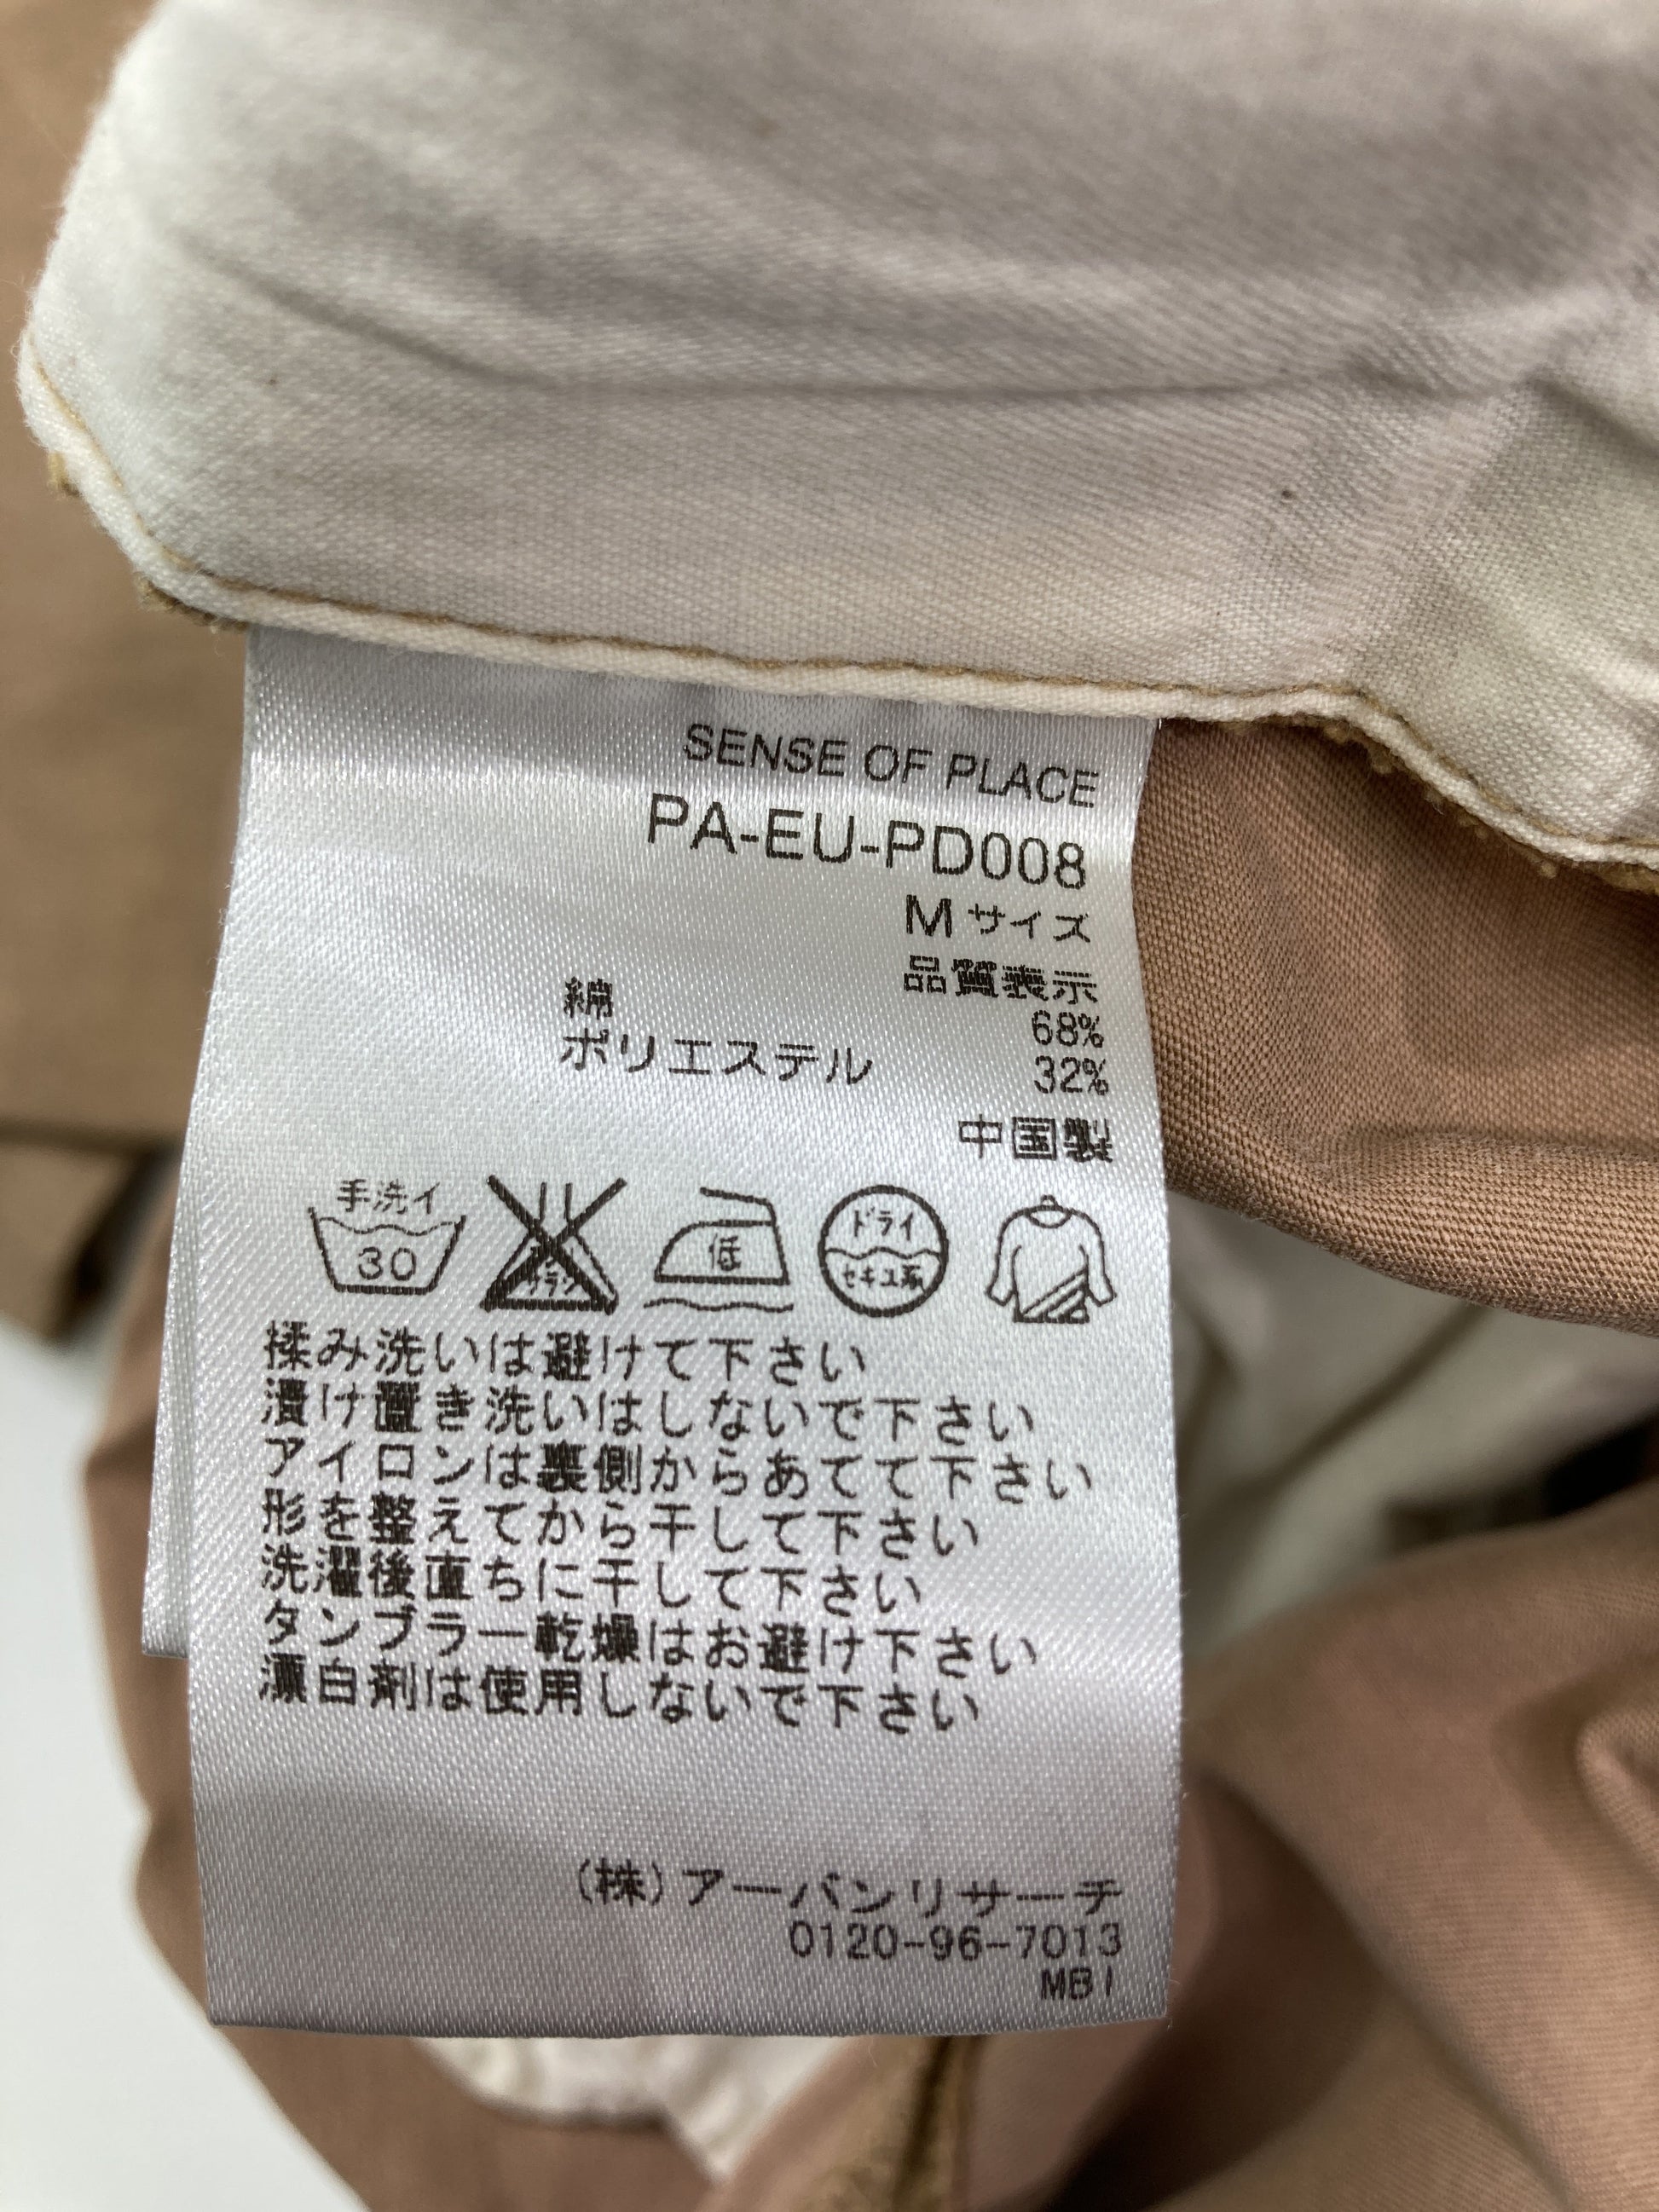 SENSE OF PLACE
PA-EU-PD008
M サイズ
品質表示
綿 68%
ポリエステル 32%
中国製
手洗イ
30
低
ドライ
セキユ系
揉み洗いは避けて下さい
漬け置き洗いはしないで下さい
アイロンは裏側からあてて下さい
形を整えてから干して下さい
洗濯後直ちに干して下さい
タンブラー乾燥はお避け下さい
漂白剤は使用しないで下さい
(株)アーバンリサーチ
0120-96-7013
MBI